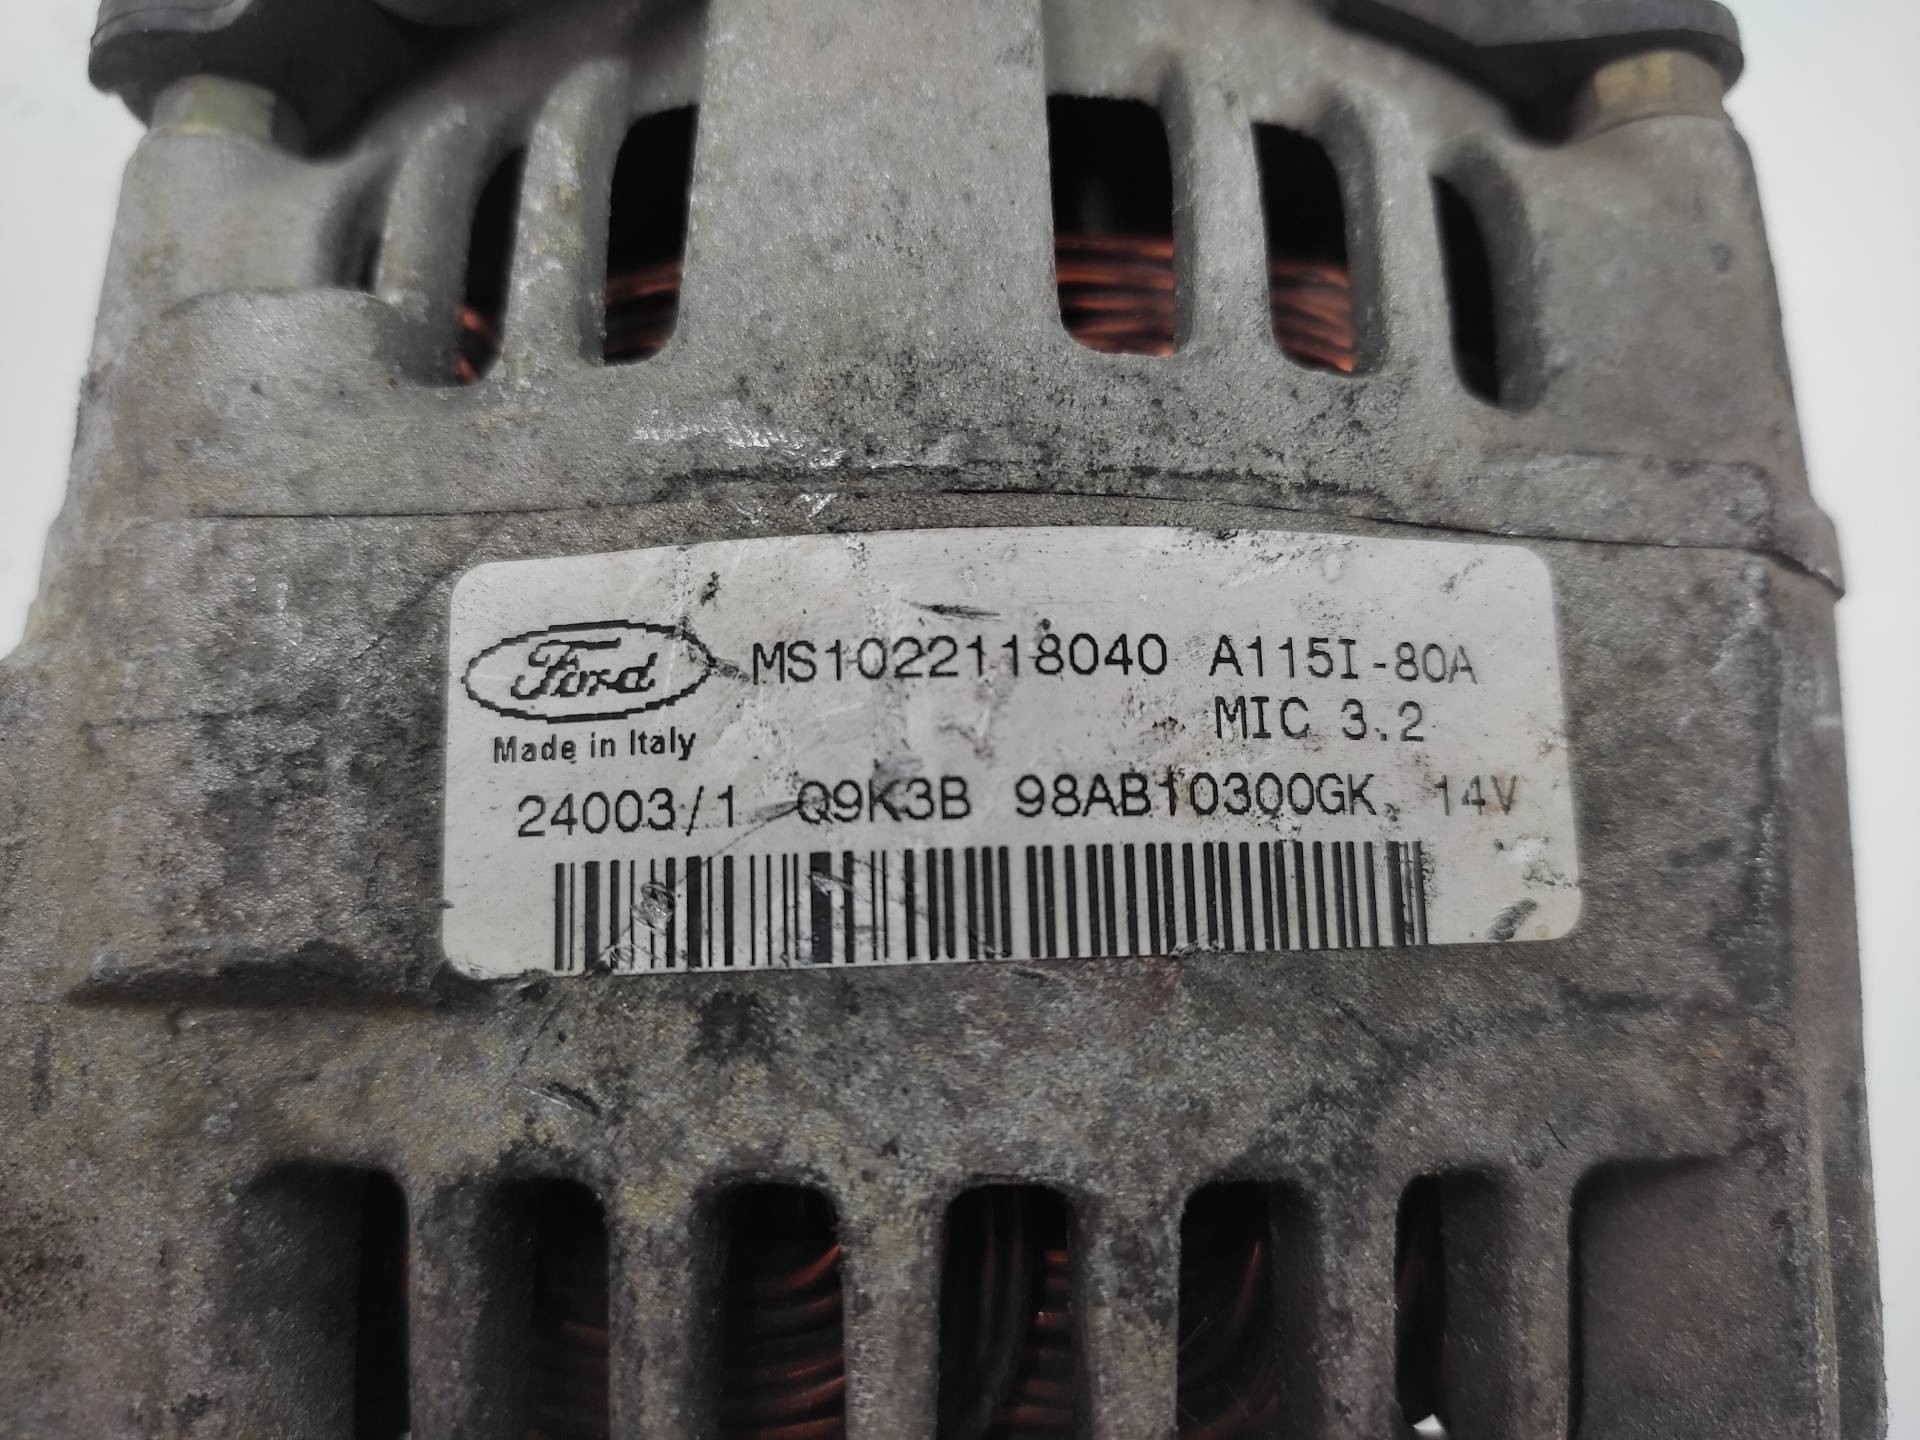 Ford MS1022118040 A115I-80A
Made in Italy MIC 3.2
24003/1 Q9K3B 98AB10300GK. 14V